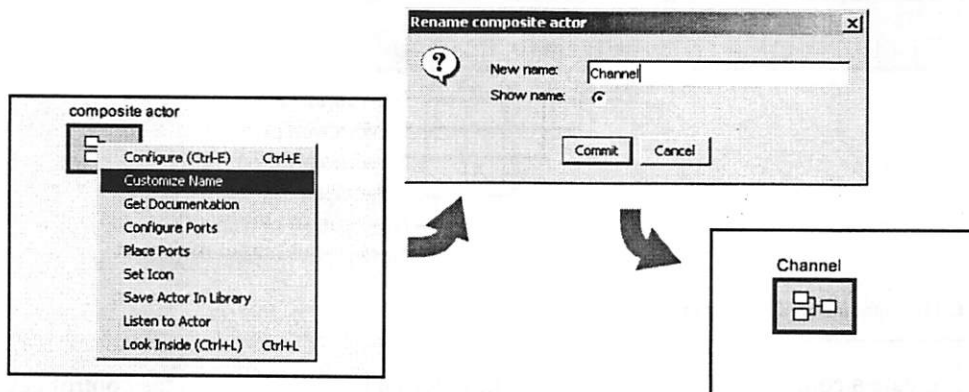 composite actor
Configure (Ctrl-E) Ctrl+E
Customize Name
Get Documentation
Configure Ports
Place Ports
Set Icon
Save Actor In Library
Listen to Actor
Look Inside (Ctrl+L) Ctrl+L
Rename composite actor
New name: Channel
Show name:
Commit Cancel
Channel